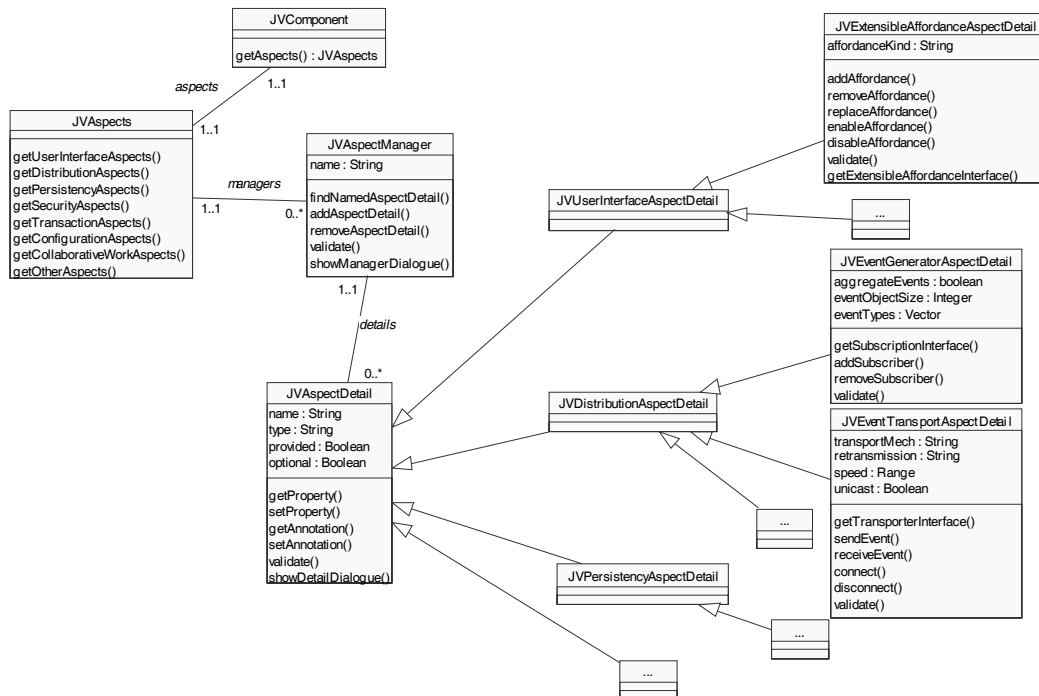 JVComponent
getAspects() : JVAspects
aspects
1..1
1..1
JVAspects
getUserInterfaceAspects()
getDistributionAspects()
getPersistencyAspects()
getSecurityAspects()
getTransactionAspects()
getConfigurationAspects()
getCollaborativeWorkAspects()
getOtherAspects()
managers
1..1
0..*
JVAspectManager
name : String
findNamedAspectDetail()
addAspectDetail()
removeAspectDetail()
validate()
showManagerDialogue()
1..1
details
0..*
JVAspectDetail
name : String
type : String
provided : Boolean
optional : Boolean
getProperty()
setProperty()
getAnnotation()
setAnnotation()
validate()
showDetailDialogue()
JVUserInterfaceAspectDetail
...
JVDistributionAspectDetail
...
JVPersistencyAspectDetail
...
...
JVExtensibleAffordanceAspectDetail
affordanceKind : String
addAffordance()
removeAffordance()
replaceAffordance()
enableAffordance()
disableAffordance()
validate()
getExtensibleAffordanceInterface()
JVEventGeneratorAspectDetail
aggregateEvents : boolean
eventObjectSize : Integer
eventTypes : Vector
getSubscriptionInterface()
addSubscriber()
removeSubscriber()
validate()
JVEventTransportAspectDetail
transportMech : String
retransmission : String
speed : Range
unicast : Boolean
getTransporterInterface()
sendEvent()
receiveEvent()
connect()
disconnect()
validate()